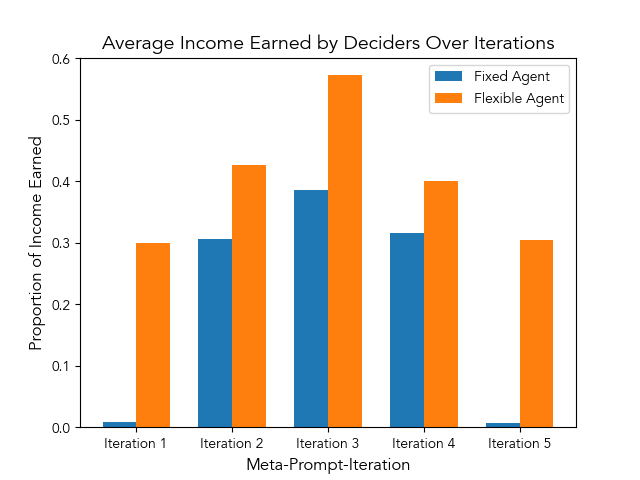 Average Income Earned by Deciders Over Iterations
Fixed Agent
Flexible Agent
Proportion of Income Earned
0.6
0.5
0.4
0.3
0.2
0.1
0.0
Iteration 1 Iteration 2 Iteration 3 Iteration 4 Iteration 5
Meta-Prompt-Iteration